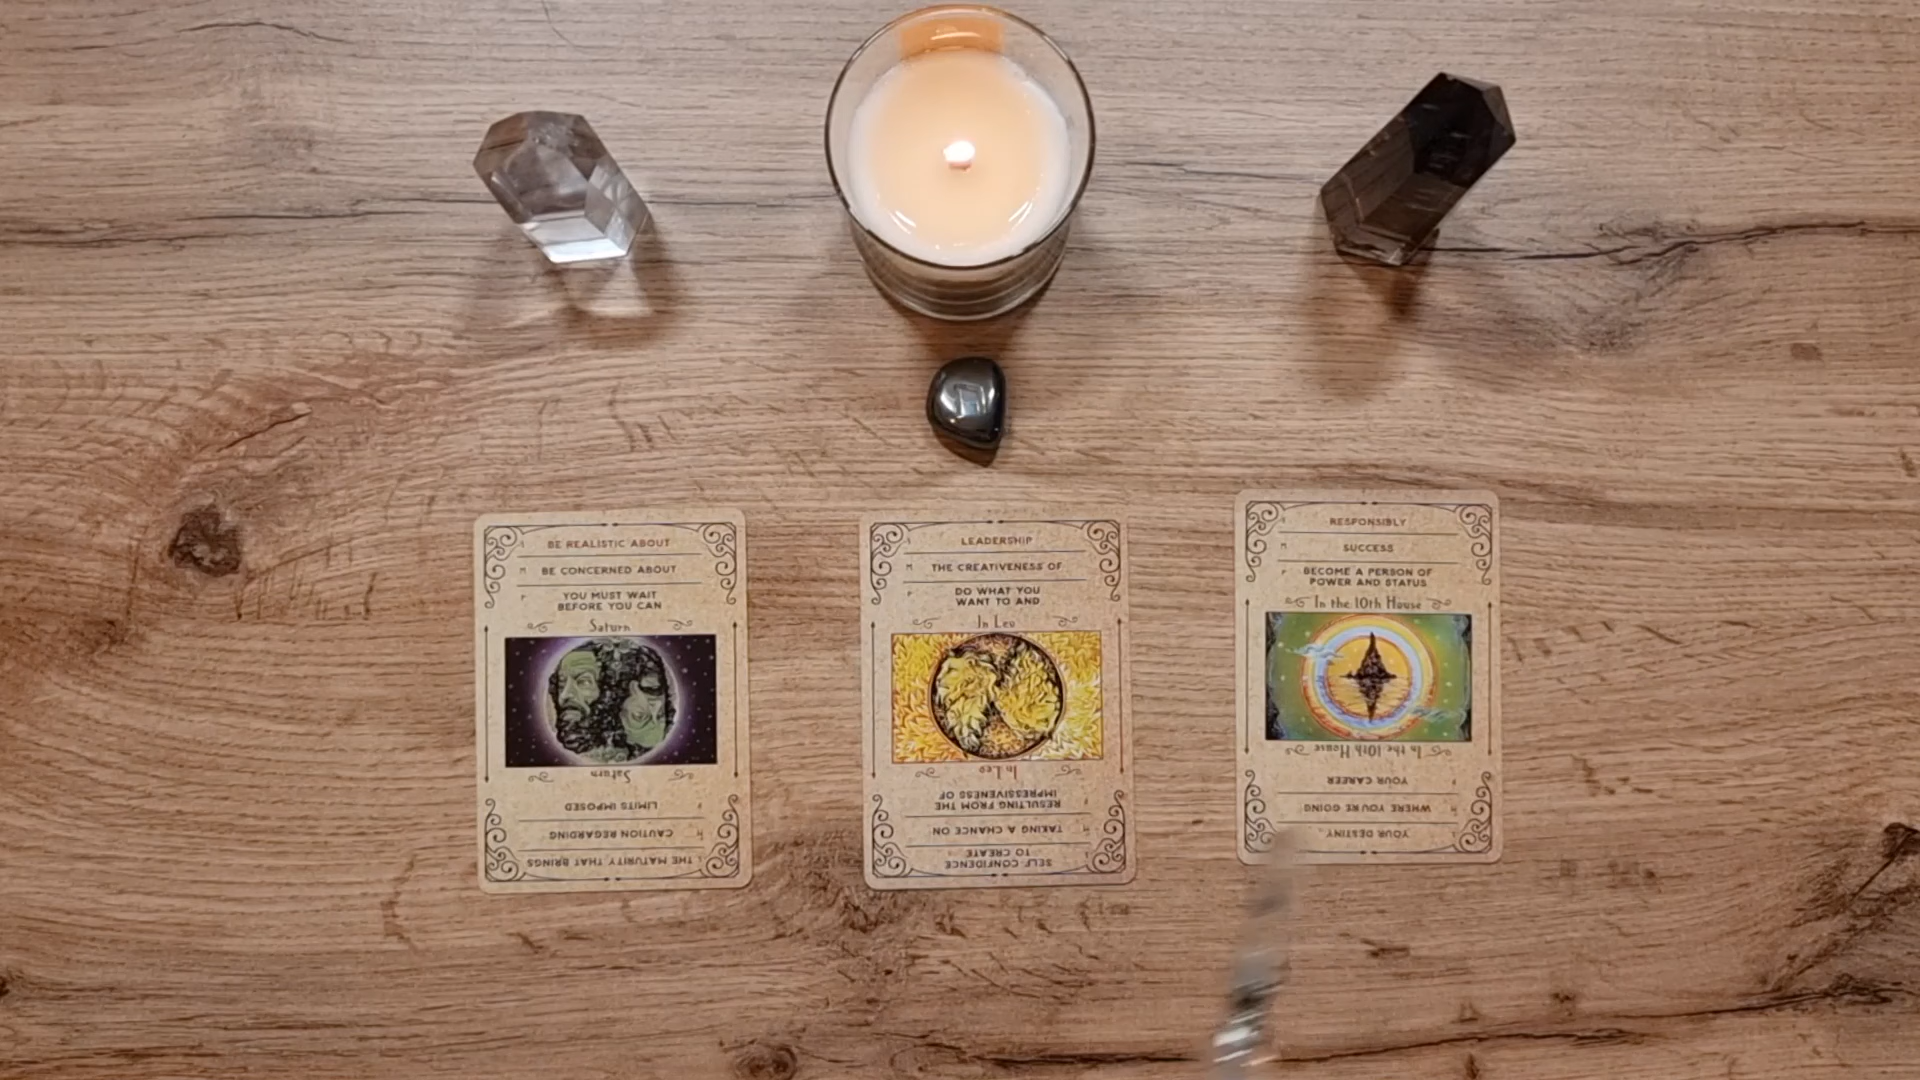 BE REALISTIC ABOUT
BE CONCERNED ABOUT
YOU MUST WAIT
BEFORE YOU CAN
Saturn
Saturn
LIMITS IMPOSED
CAUTION REGARDING
THE MATURITY THAT BRINGS
LEADERSHIP
THE CREATIVENESS OF
DO WHAT YOU
WANT TO AND
In Leo
In Leo
RESULTING FROM THE
IMPRESSIVENESS OF
TAKING A CHANCE ON
SELF CONFIDENCE
TO CREATE
RESPONSIBLY
SUCCESS
BECOME A PERSON OF
POWER AND STATUS
In the 10th House
In the 10th House
YOUR CAREER
WHERE YOU'RE GOING
YOUR DESTINY